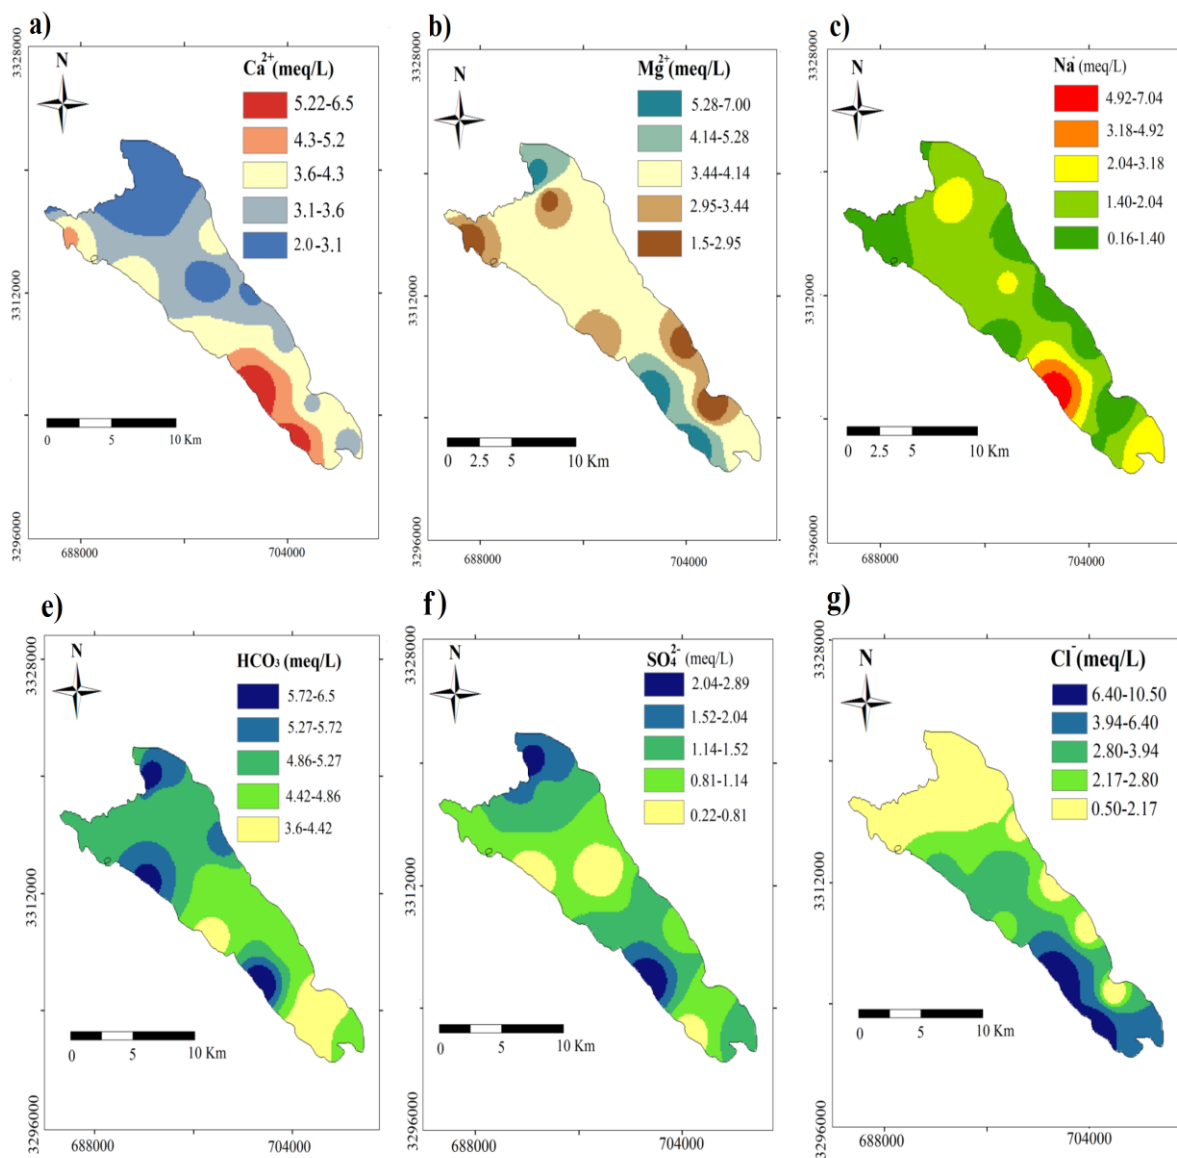 a)
N
Ca2+(meq/L)
5.22-6.5
4.3-5.2
3.6-4.3
3.1-3.6
2.0-3.1
3328000
3312000
3296000
0 5 10 Km
688000 704000
b)
N
Mg2+(meq/L)
5.28-7.00
4.14-5.28
3.44-4.14
2.95-3.44
1.5-2.95
3328000
3312000
3296000
0 2.5 5 10 Km
688000 704000
c)
N
Na (meq/L)
4.92-7.04
3.18-4.92
2.04-3.18
1.40-2.04
0.16-1.40
3328000
3312000
3296000
0 2.5 5 10 Km
688000 704000
e)
N
HCO3 (meq/L)
5.72-6.5
5.27-5.72
4.86-5.27
4.42-4.86
3.6-4.42
3328000
3312000
3296000
0 5 10 Km
688000 704000
f)
N
SO4 2- (meq/L)
2.04-2.89
1.52-2.04
1.14-1.52
0.81-1.14
0.22-0.81
3328000
3312000
3296000
0 5 10 Km
688000 704000
g)
N
Cl-(meq/L)
6.40-10.50
3.94-6.40
2.80-3.94
2.17-2.80
0.50-2.17
3328000
3312000
3296000
0 5 10 Km
688000 704000